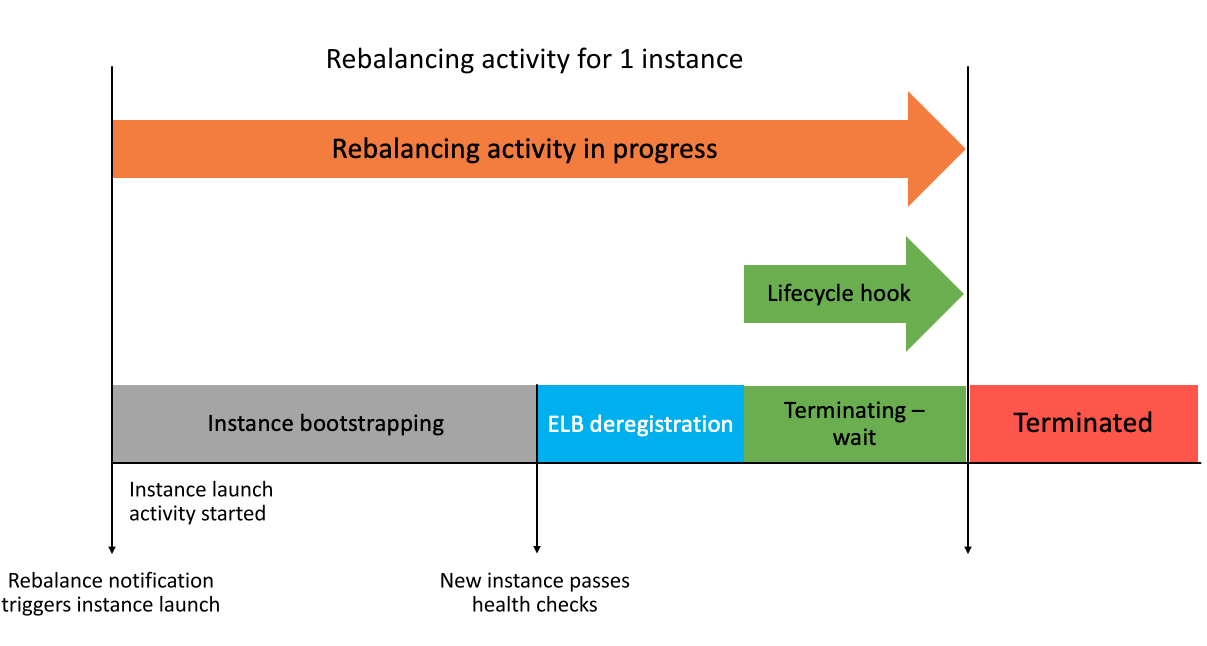 Rebalancing activity for 1 instance
Rebalancing activity in progress
Lifecycle hook
Instance bootstrapping
ELB deregistration
Terminating –
wait
Terminated
Instance launch
activity started
Rebalance notification
triggers instance launch
New instance passes
health checks